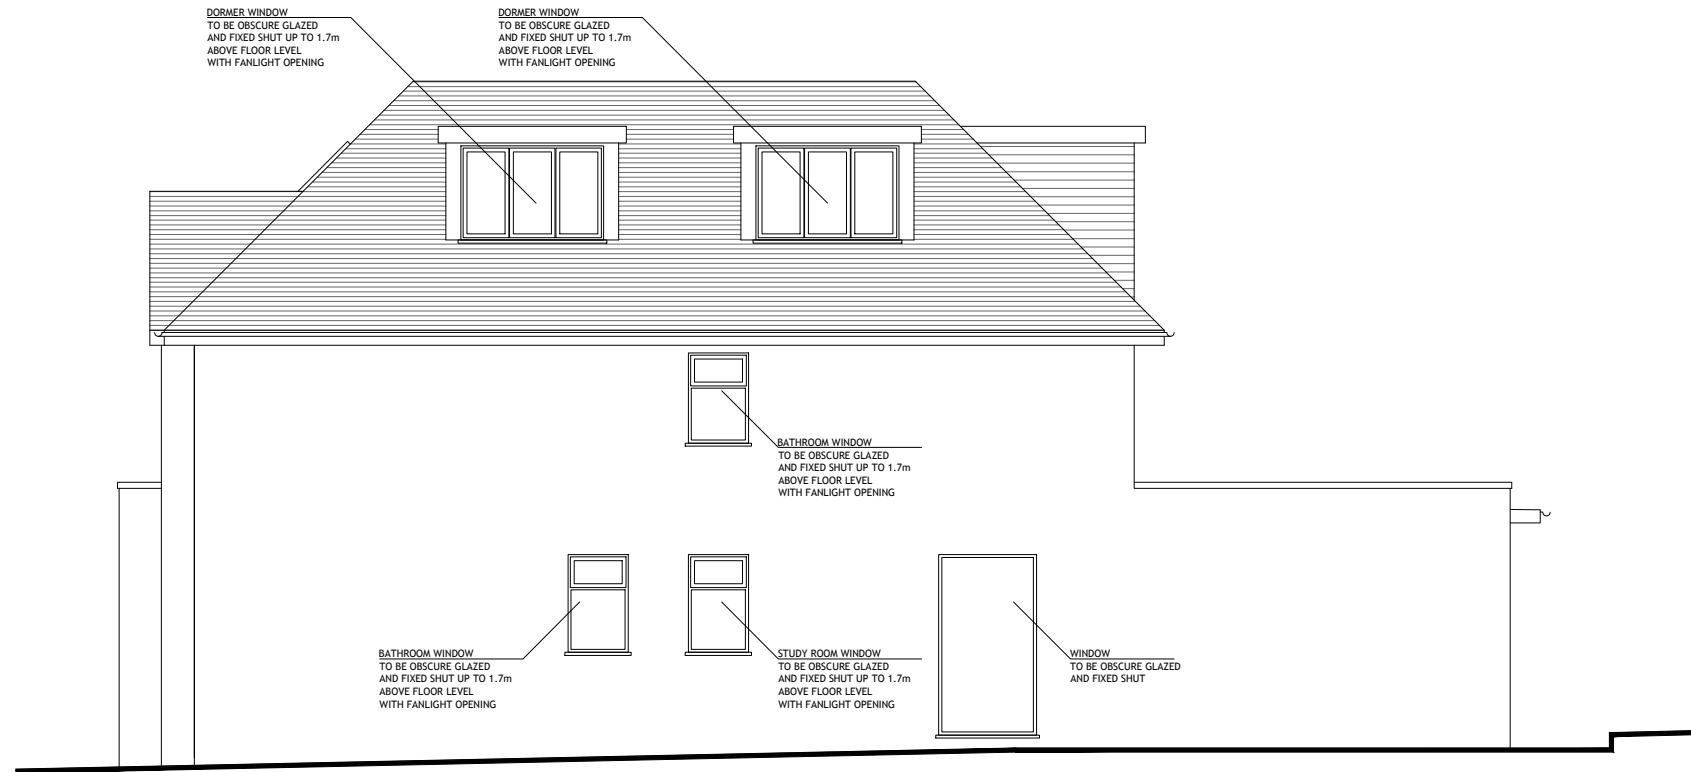 DORMER WINDOW
TO BE OBSCURE GLAZED
AND FIXED SHUT UP TO 1.7m
ABOVE FLOOR LEVEL
WITH FANLIGHT OPENING
DORMER WINDOW
TO BE OBSCURE GLAZED
AND FIXED SHUT UP TO 1.7m
ABOVE FLOOR LEVEL
WITH FANLIGHT OPENING
BATHROOM WINDOW
TO BE OBSCURE GLAZED
AND FIXED SHUT UP TO 1.7m
ABOVE FLOOR LEVEL
WITH FANLIGHT OPENING
BATHROOM WINDOW
TO BE OBSCURE GLAZED
AND FIXED SHUT UP TO 1.7m
ABOVE FLOOR LEVEL
WITH FANLIGHT OPENING
STUDY ROOM WINDOW
TO BE OBSCURE GLAZED
AND FIXED SHUT UP TO 1.7m
ABOVE FLOOR LEVEL
WITH FANLIGHT OPENING
WINDOW
TO BE OBSCURE GLAZED
AND FIXED SHUT